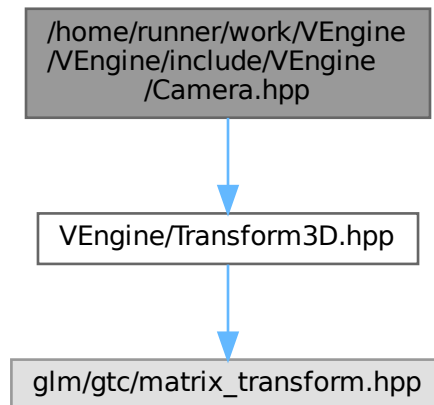 /home/runner/work/VEngine
/VEngine/include/VEngine
/Camera.hpp
VEngine/Transform3D.hpp
glm/gtc/matrix_transform.hpp